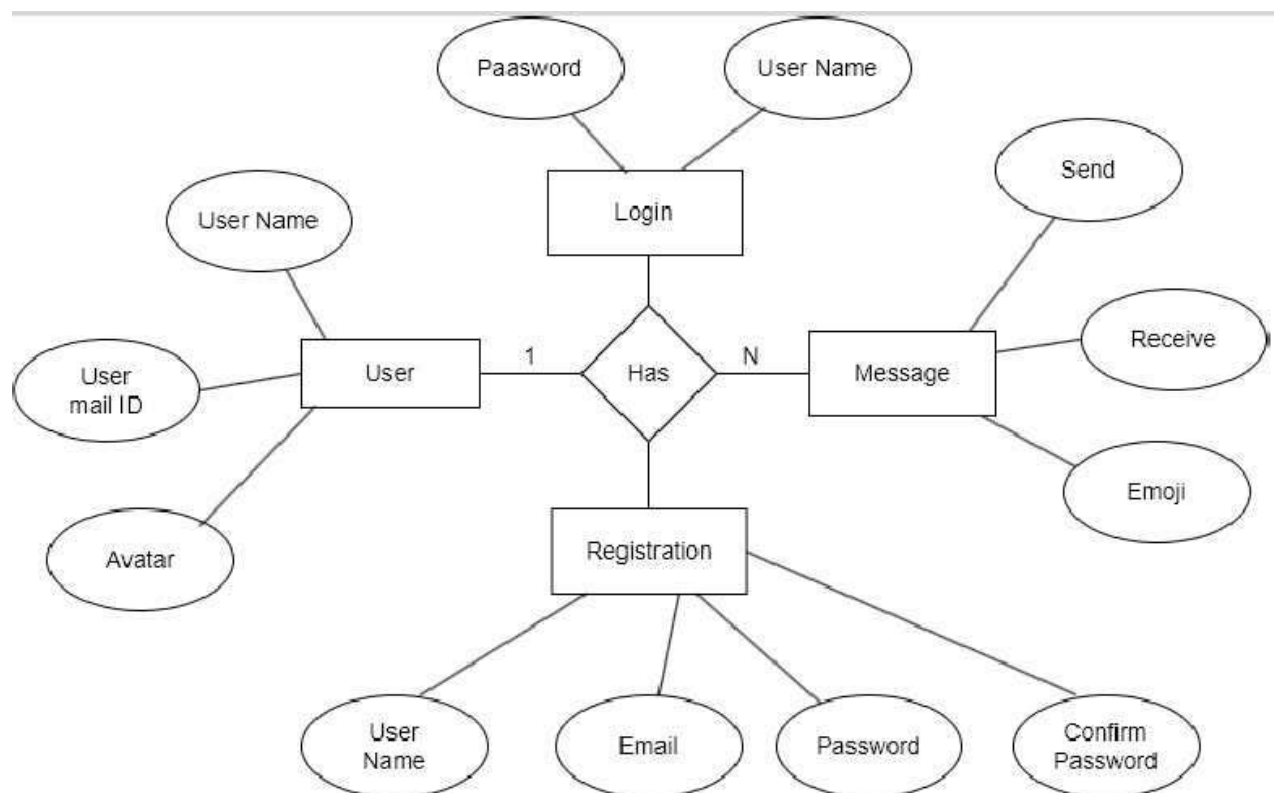 Paasword
User Name
Send
Login
User Name
Receive
1
N
User
Has
Message
User
mail ID
Emoji
Registration
Avatar
User
Name
Email
Password
Confirm
Password